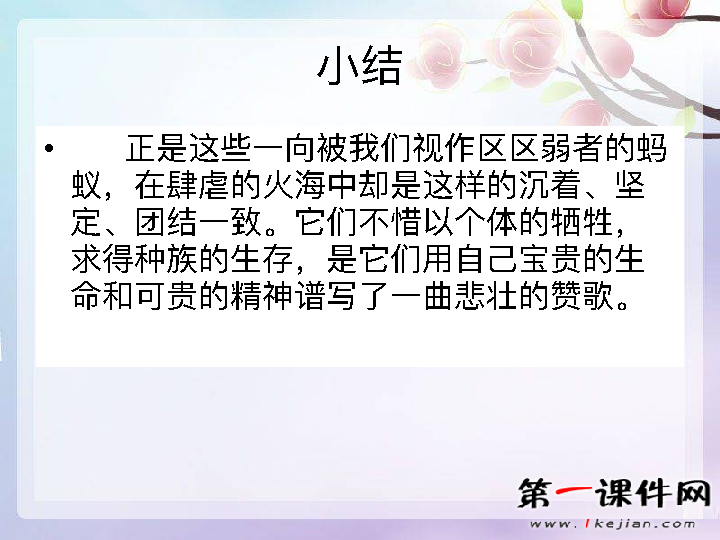 小结
• 正是这些一向被我们视作区区弱者的蚂
蚁，在肆虐的火海中却是这样的沉着、坚
定、团结一致。它们不惜以个体的牺牲，
求得种族的生存，是它们用自己宝贵的生
命和可贵的精神谱写了一曲悲壮的赞歌。
第一课件网
www.1kejian.com